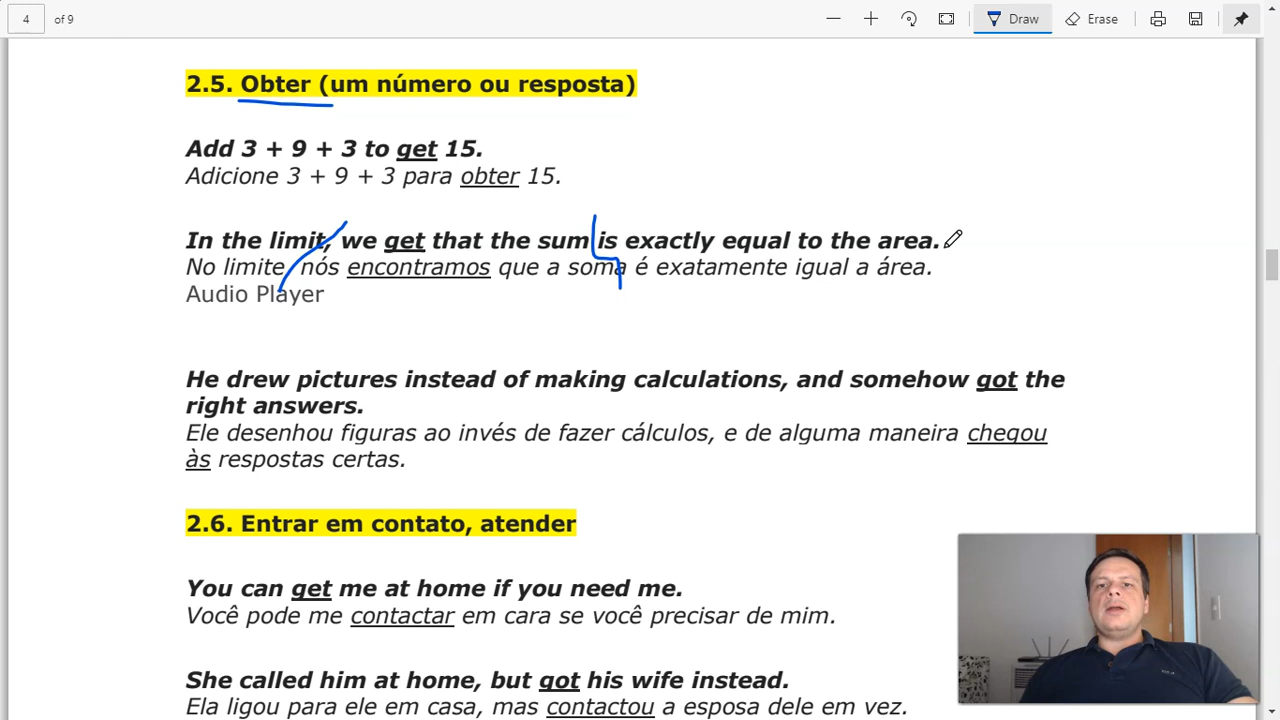 4 of 9 Draw Erase
2.5. Obter (um número ou resposta)
Add 3 + 9 + 3 to get 15.
Adicione 3 + 9 + 3 para obter 15.
In the limit, we get that the sum is exactly equal to the area.
No limite, nós encontramos que a soma é exatamente igual a área.
Audio Player
He drew pictures instead of making calculations, and somehow got the
right answers.
Ele desenhou figuras ao invés de fazer cálculos, e de alguma maneira chegou
às respostas certas.
2.6. Entrar em contato, atender
You can get me at home if you need me.
Você pode me contactar em cara se você precisar de mim.
She called him at home, but got his wife instead.
Ela ligou para ele em casa, mas contactou a esposa dele em vez.